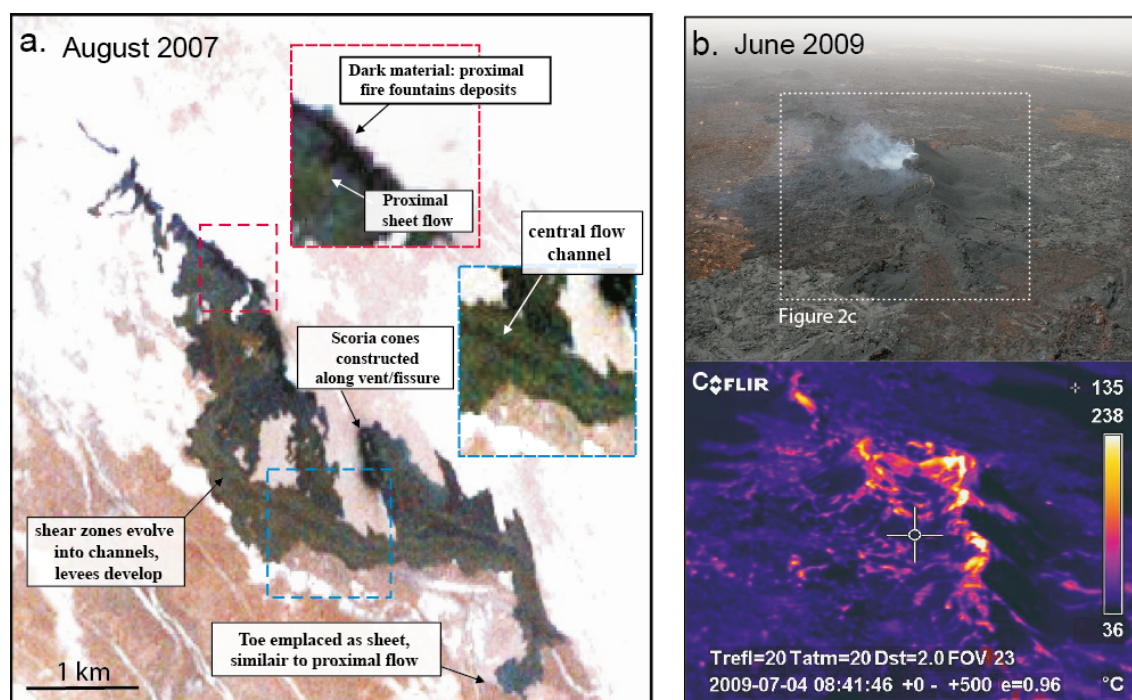 a. August 2007
Dark material: proximal
fire fountains deposits
Proximal
sheet flow
central flow
channel
Scoria cones
constructed
along vent/fissure
shear zones evolve
into channels,
levees develop
Toe emplaced as sheet,
similair to proximal flow
1 km
b. June 2009
Figure 2c
FLIR
135
238
36
Trefl=20 Tatm=20 Dst=2.0 FOV 23
2009-07-04 08:41:46 +0 - +500 e=0.96 °C